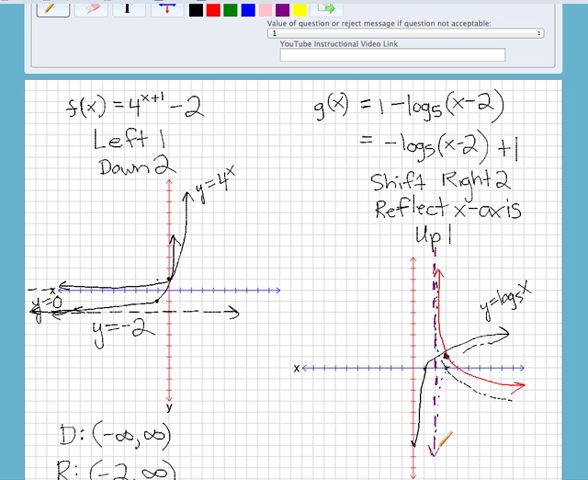 Value of question or reject message if question not acceptable:
1
YouTube Instructional Video Link
f(x) = 4^{x+1} - 2
Left 1
Down 2
y=4^x
x
y=0
y=-2
y
D: (-∞, ∞)
R: (-2, ∞)
g(x) = 1 - log₅(x-2)
= -log₅(x-2) + 1
Shift Right 2
Reflect x-axis
Up 1
y=log₅x
x